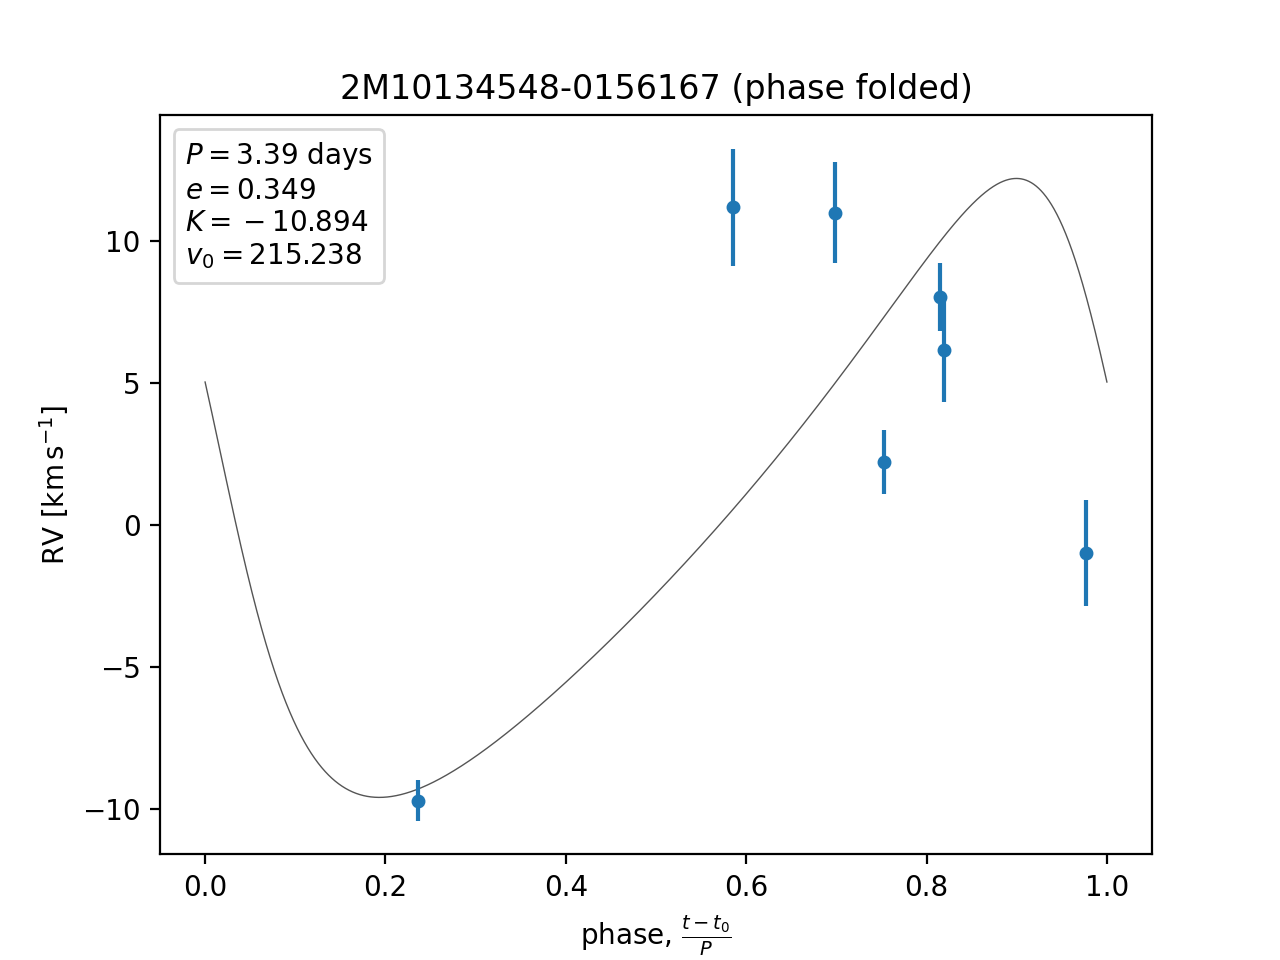 2M10134548-0156167 (phase folded)
P = 3.39 days
e = 0.349
K = −10.894
v₀ = 215.238
10
5
0
−5
−10
RV [km s⁻¹]
0.0 0.2 0.4 0.6 0.8 1.0
phase, (t − t₀)/P